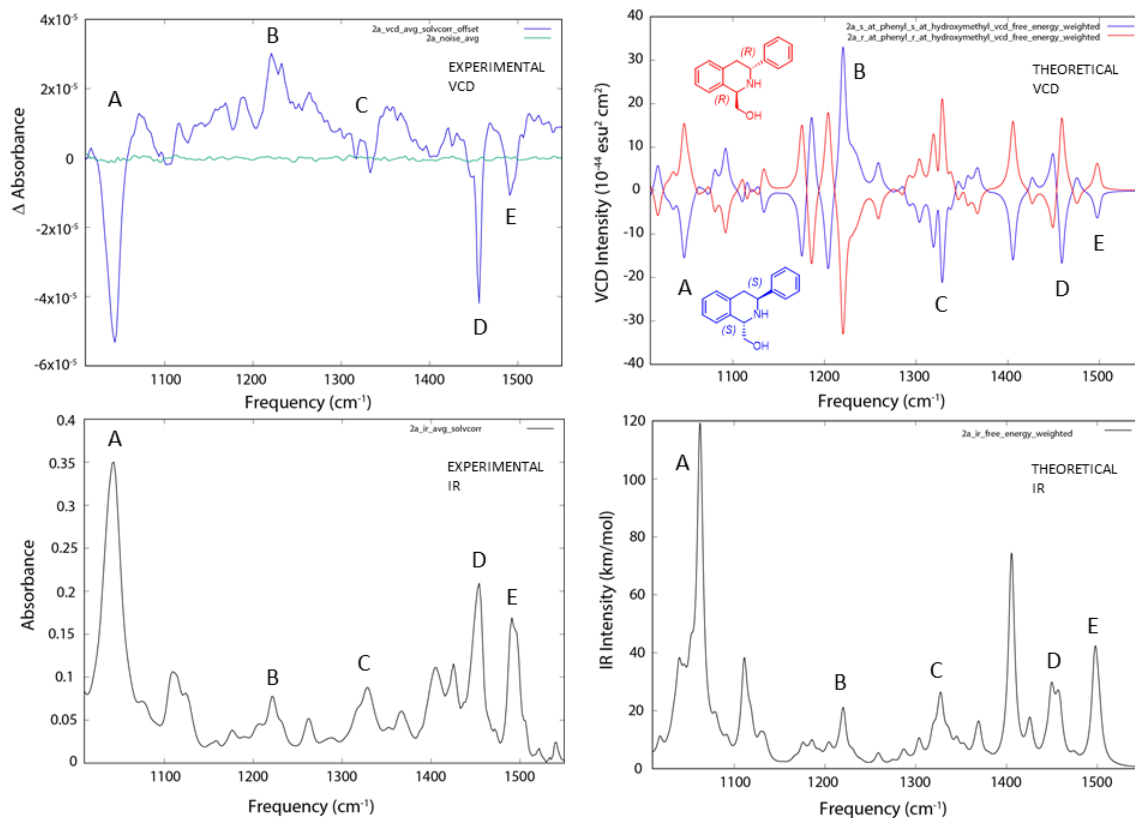 4x10⁻⁵
2x10⁻⁵
0
-2x10⁻⁵
-4x10⁻⁵
-6x10⁻⁵
Δ Absorbance
2a_vcd_avg_solvcorr_offset
2a_noise_avg
EXPERIMENTAL
VCD
A
B
C
D
E
1100
1200
1300
1400
1500
Frequency (cm⁻¹)
40
30
20
10
0
-10
-20
-30
-40
VCD Intensity (10⁻⁴⁴ esu² cm²)
2a_s_at_phenyl_s_at_hydroxymethyl_vcd_free_energy_weighted
2a_r_at_phenyl_r_at_hydroxymethyl_vcd_free_energy_weighted
THEORETICAL
VCD
(R)
NH
(R)
OH
B
A
(S)
NH
(S)
OH
C
D
E
1100
1200
1300
1400
1500
Frequency (cm⁻¹)
0.4
0.35
0.3
0.25
0.2
0.15
0.1
0.05
0
Absorbance
2a_ir_avg_solvcorr
EXPERIMENTAL
IR
A
B
C
D
E
1100
1200
1300
1400
1500
Frequency (cm⁻¹)
120
100
80
60
40
20
0
IR Intensity (km/mol)
2a_ir_free_energy_weighted
THEORETICAL
IR
A
B
C
D
E
1100
1200
1300
1400
1500
Frequency (cm⁻¹)